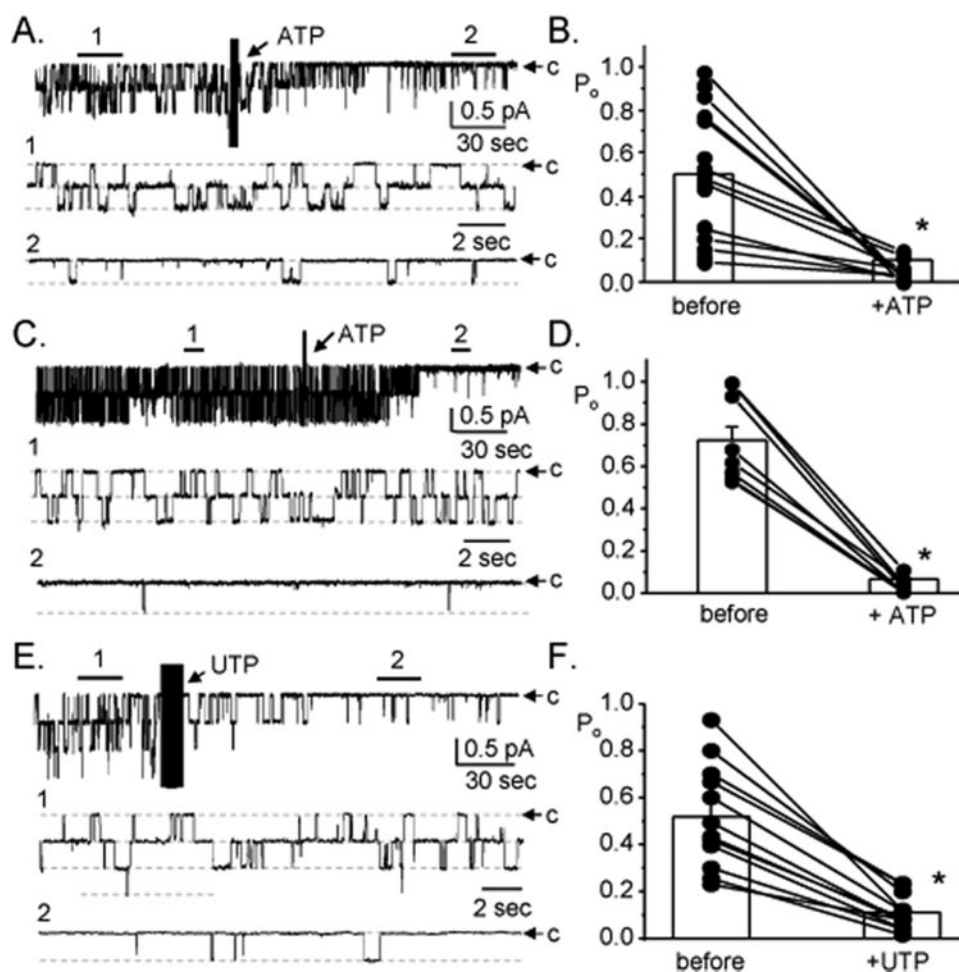 A.
1
ATP
2
c
0.5 pA
30 sec
1
c
2 sec
2
c
B.
Po
1.0
0.8
0.6
0.4
0.2
0.0
*
before
+ATP
C.
1
ATP
2
c
0.5 pA
30 sec
1
c
2 sec
2
c
D.
Po
1.0
0.8
0.6
0.4
0.2
0.0
*
before
+ ATP
E.
1
UTP
2
c
0.5 pA
30 sec
1
c
2 sec
2
c
F.
Po
1.0
0.8
0.6
0.4
0.2
0.0
*
before
+UTP